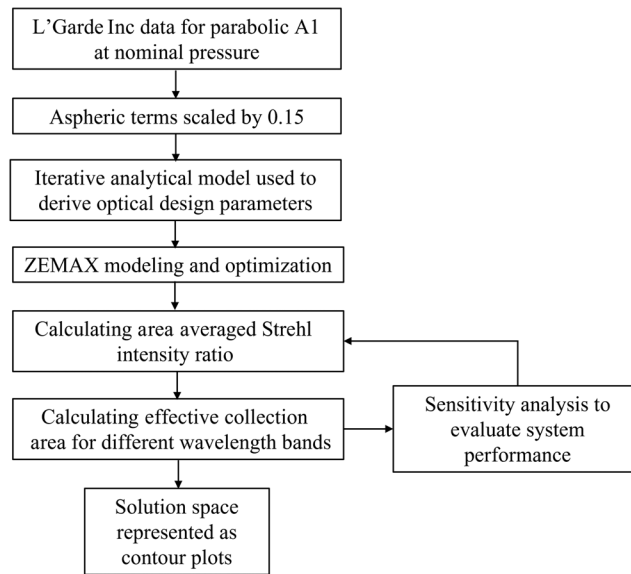 L’Garde Inc data for parabolic A1
at nominal pressure
Aspheric terms scaled by 0.15
Iterative analytical model used to
derive optical design parameters
ZEMAX modeling and optimization
Calculating area averaged Strehl
intensity ratio
Calculating effective collection
area for different wavelength bands
Sensitivity analysis to
evaluate system
performance
Solution space
represented as
contour plots